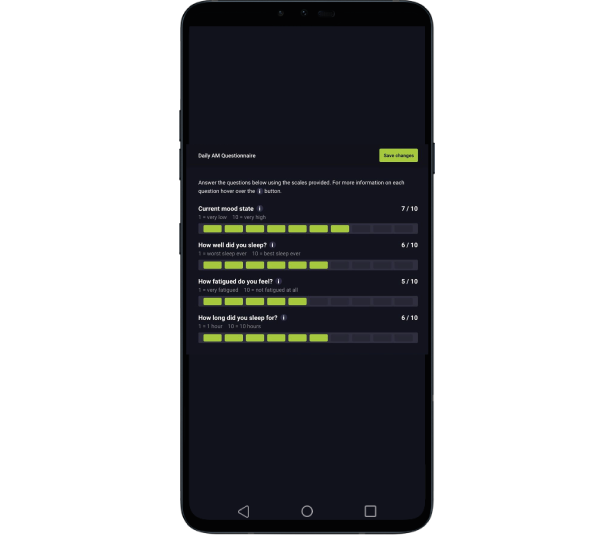 Daily AM Questionnaire
Save changes
Answer the questions below using the scales provided. For more information on each
question hover over the i button.
Current mood state i 7 / 10
1 = very low 10 = very high
How well did you sleep? i 6 / 10
1 = worst sleep ever 10 = best sleep ever
How fatigued do you feel? i 5 / 10
1 = very fatigued 10 = not fatigued at all
How long did you sleep for? i 6 / 10
1 = 1 hour 10 = 10 hours